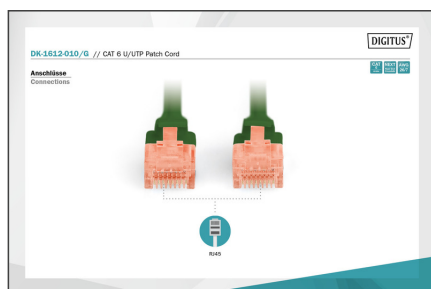 DIGITUS®
DK-1612-010/G // CAT 6 U/UTP Patch Cord
Anschlüsse
Connections
RJ45